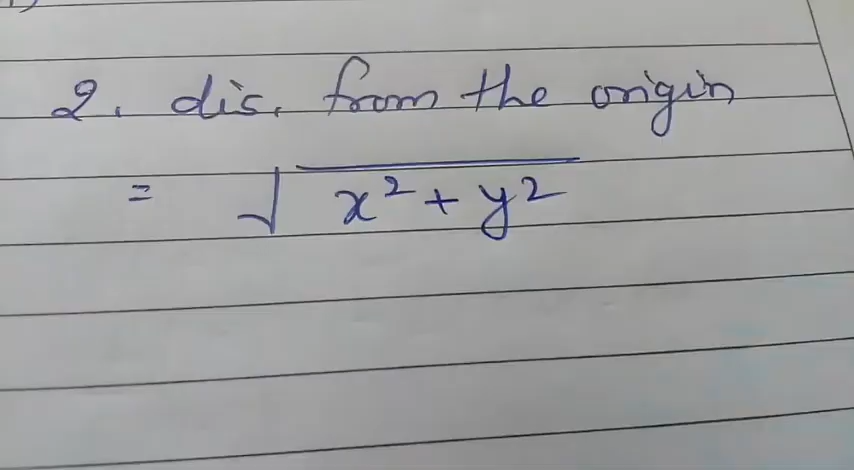 2. dis. from the origin
= √x²+y²